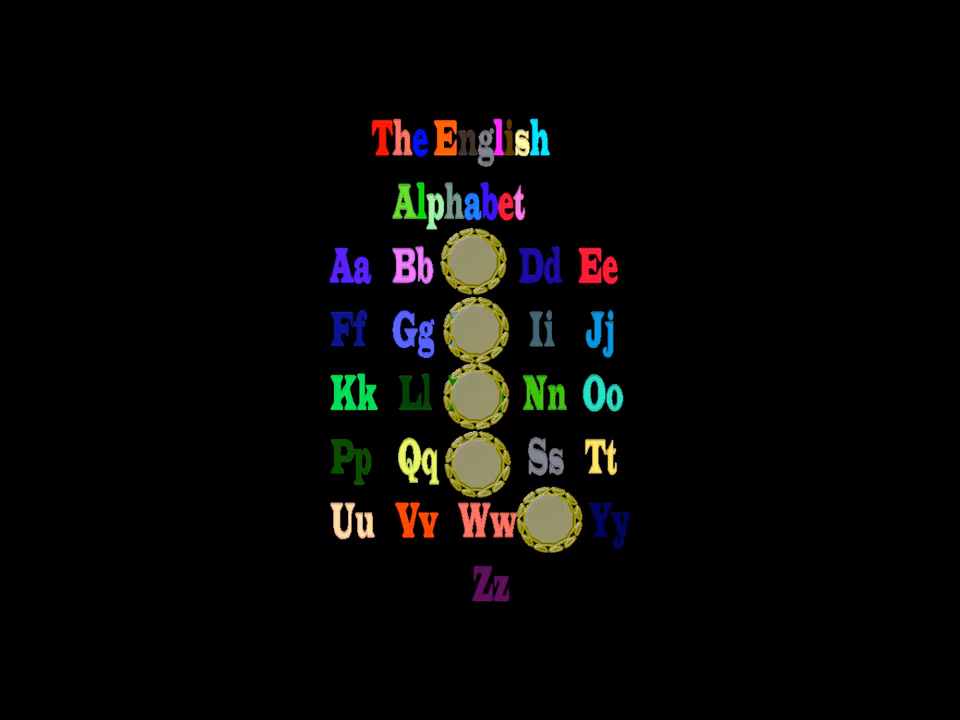 The English
Alphabet
Aa Bb Dd Ee
Ff Gg Ii Jj
Kk Ll Nn Oo
Pp Qq Ss Tt
Uu Vv Ww Yy
Zz